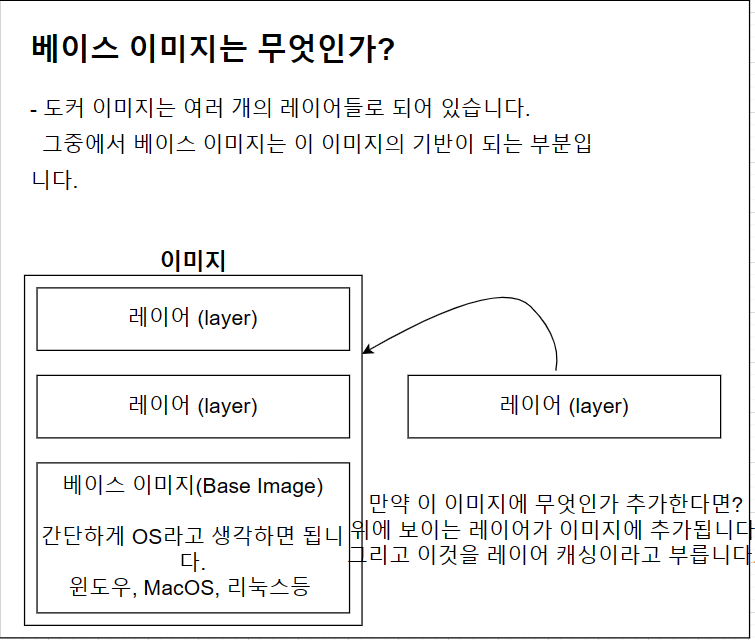 베이스 이미지는 무엇인가?
- 도커 이미지는 여러 개의 레이어들로 되어 있습니다.
그중에서 베이스 이미지는 이 이미지의 기반이 되는 부분입
니다.
이미지
레이어 (layer)
레이어 (layer)
베이스 이미지(Base Image)
간단하게 OS라고 생각하면 됩니
다.
윈도우, MacOS, 리눅스등
레이어 (layer)
만약 이 이미지에 무엇인가 추가한다면?
위에 보이는 레이어가 이미지에 추가됩니다
그리고 이것을 레이어 캐싱이라고 부릅니다.